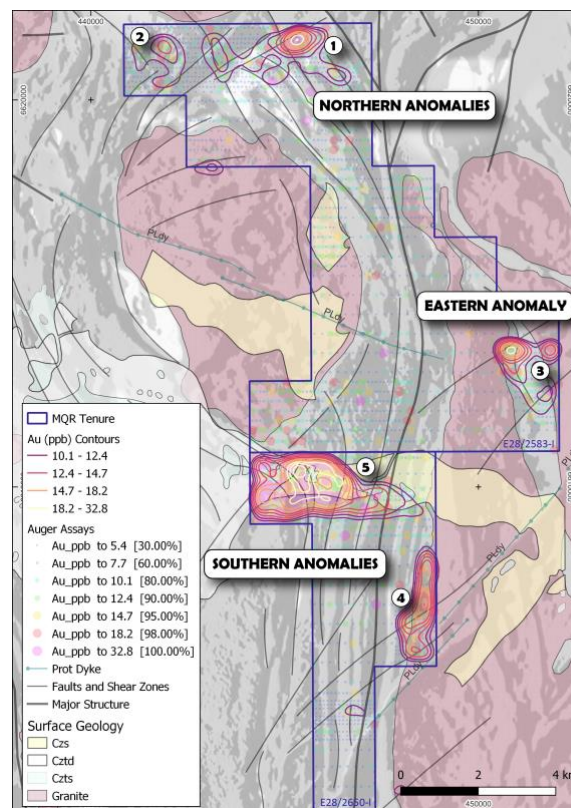 440000
450000
2
1
6620000
6620000
NORTHERN ANOMALIES
PLdy
PLdy
EASTERN ANOMALY
3
E28/2583-I
MQR Tenure
Au (ppb) Contours
10.1 - 12.4
12.4 - 14.7
14.7 - 18.2
18.2 - 32.8
Auger Assays
Au_ppb to 5.4 [30.00%]
Au_ppb to 7.7 [60.00%]
Au_ppb to 10.1 [80.00%]
Au_ppb to 12.4 [90.00%]
Au_ppb to 14.7 [95.00%]
Au_ppb to 18.2 [98.00%]
Au_ppb to 32.8 [100.00%]
Prot Dyke
Faults and Shear Zones
Major Structure
Surface Geology
Czs
Cztd
Czts
Granite
5
SOUTHERN ANOMALIES
PLdy
4
PLdy
0 2 4 km
E28/2650-I
450000